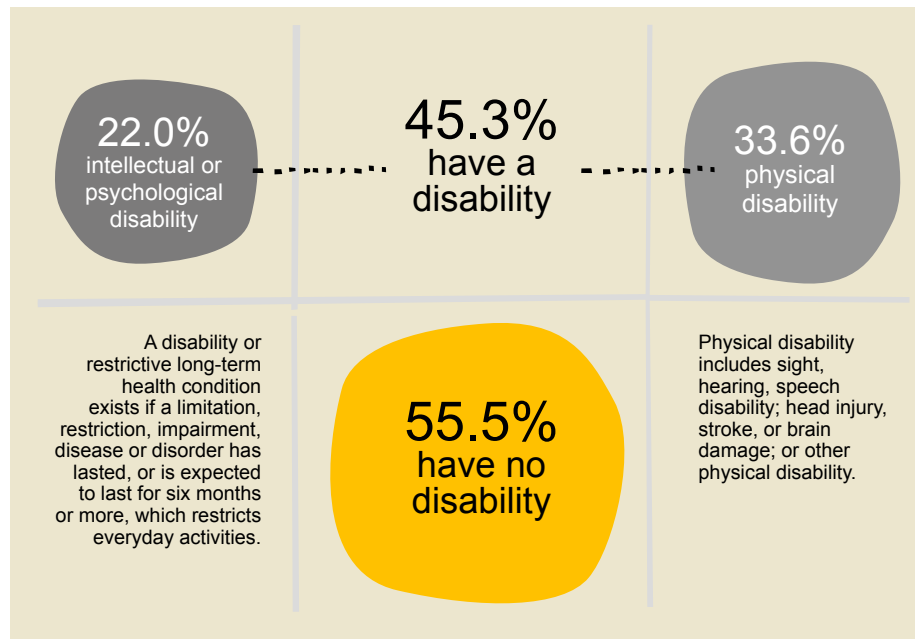 22.0%
intellectual or
psychological
disability
45.3%
have a
disability
33.6%
physical
disability
A disability or
restrictive long-term
health condition
exists if a limitation,
restriction, impairment,
disease or disorder has
lasted, or is expected
to last for six months
or more, which restricts
everyday activities.
55.5%
have no
disability
Physical disability
includes sight,
hearing, speech
disability; head injury,
stroke, or brain
damage; or other
physical disability.